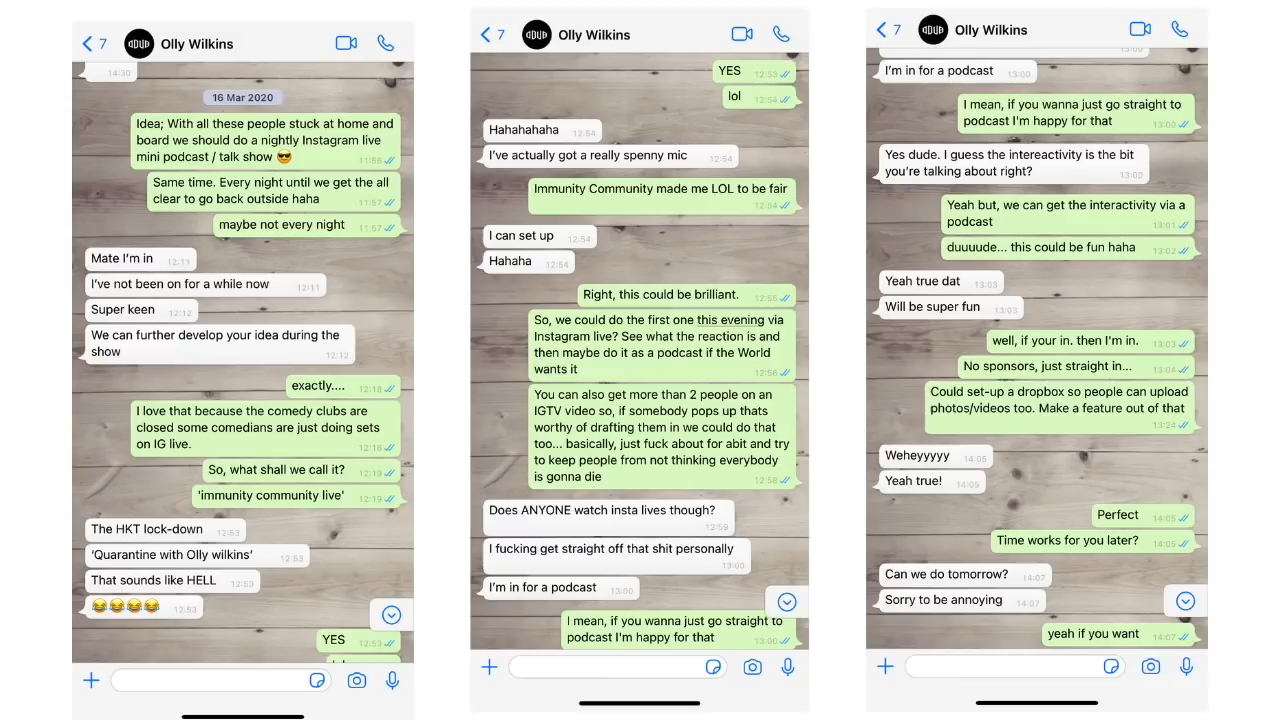 7 Olly Wilkins
14:30
16 Mar 2020
Idea; With all these people stuck at home and
board we should do a nightly Instagram live
mini podcast / talk show 😎 11:56
Same time. Every night until we get the all
clear to go back outside haha 11:57
maybe not every night 11:57
Mate I'm in 12:11
I've not been on for a while now 12:11
Super keen 12:12
We can further develop your idea during the
show 12:12
exactly.... 12:18
I love that because the comedy clubs are
closed some comedians are just doing sets
on IG live. 12:18
So, what shall we call it? 12:19
'immunity community live' 12:19
The HKT lock-down 12:53
'Quarantine with Olly wilkins' 12:53
That sounds like HELL 12:53
😂😂😂😂 12:53
YES 12:53
7 Olly Wilkins
YES 12:53
lol 12:54
Hahahahaha 12:54
I've actually got a really spenny mic 12:54
Immunity Community made me LOL to be fair
12:54
I can set up 12:54
Hahaha 12:54
Right, this could be brilliant. 12:55
So, we could do the first one this evening via
Instagram live? See what the reaction is and
then maybe do it as a podcast if the World
wants it 12:56
You can also get more than 2 people on an
IGTV video so, if somebody pops up thats
worthy of drafting them in we could do that
too... basically, just fuck about for abit and try
to keep people from not thinking everybody
is gonna die 12:58
Does ANYONE watch insta lives though?
12:59
I fucking get straight off that shit personally
13:00
I'm in for a podcast 13:00
I mean, if you wanna just go straight to
podcast I'm happy for that 13:00
7 Olly Wilkins
13:00
I'm in for a podcast 13:00
I mean, if you wanna just go straight to
podcast I'm happy for that 13:00
Yes dude. I guess the intereactivity is the bit
you're talking about right? 13:00
Yeah but, we can get the interactivity via a
podcast 13:01
duuuude... this could be fun haha 13:02
Yeah true dat 13:03
Will be super fun 13:03
well, if your in. then I'm in. 13:03
No sponsors, just straight in... 13:04
Could set-up a dropbox so people can upload
photos/videos too. Make a feature out of that
13:24
Weheyyyyy 14:05
Yeah true! 14:05
Perfect 14:05
Time works for you later? 14:05
Can we do tomorrow? 14:07
Sorry to be annoying 14:07
yeah if you want 14:07